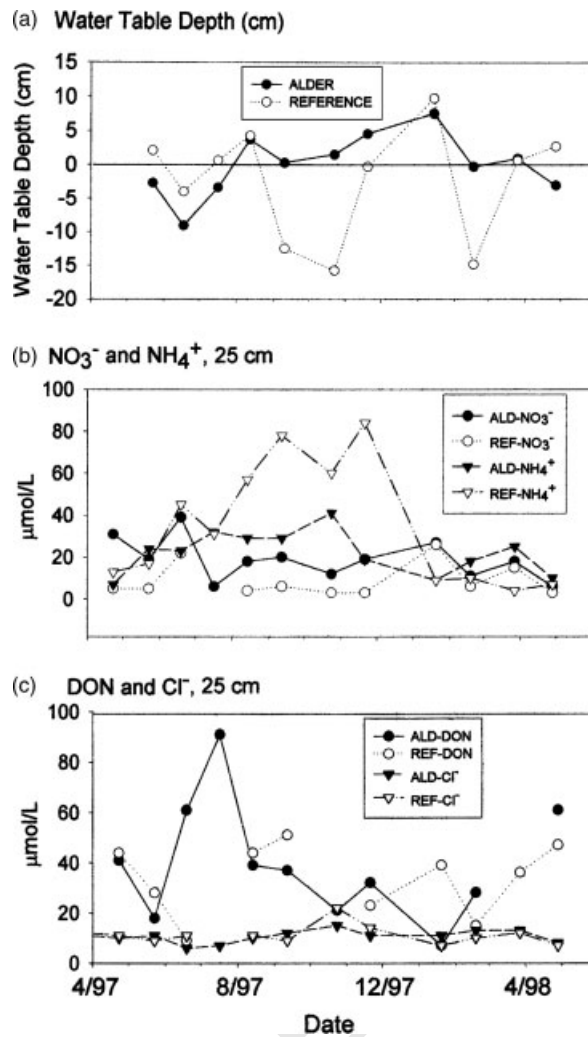 (a) Water Table Depth (cm)
Water Table Depth (cm)
15
10
5
0
-5
-10
-15
-20
ALDER
REFERENCE
(b) NO₃⁻ and NH₄⁺, 25 cm
µmol/L
100
80
60
40
20
0
ALD-NO₃⁻
REF-NO₃⁻
ALD-NH₄⁺
REF-NH₄⁺
(c) DON and Cl⁻, 25 cm
µmol/L
100
80
60
40
20
0
ALD-DON
REF-DON
ALD-Cl⁻
REF-Cl⁻
4/97 8/97 12/97 4/98
Date